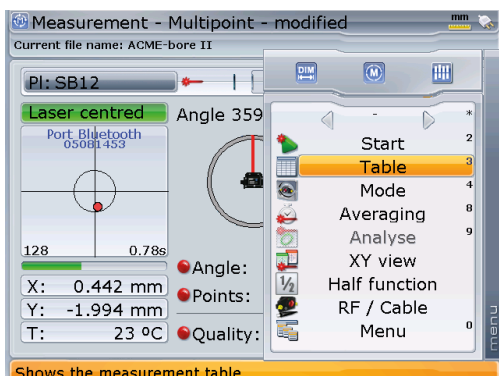 Measurement - Multipoint - modified mm
Current file name: ACME-bore II
Pl: SB12
Laser centred
Angle 359
Port Bluetooth
05081453
128 0.78s
X: 0.442 mm
Y: -1.994 mm
T: 23 ºC
Angle:
Points:
Quality:
DIM
M
- *
Start 2
Table 3
Mode 4
Averaging 8
Analyse 9
XY view
1/2 Half function
RF / Cable
Menu 0
menu
Shows the measurement table